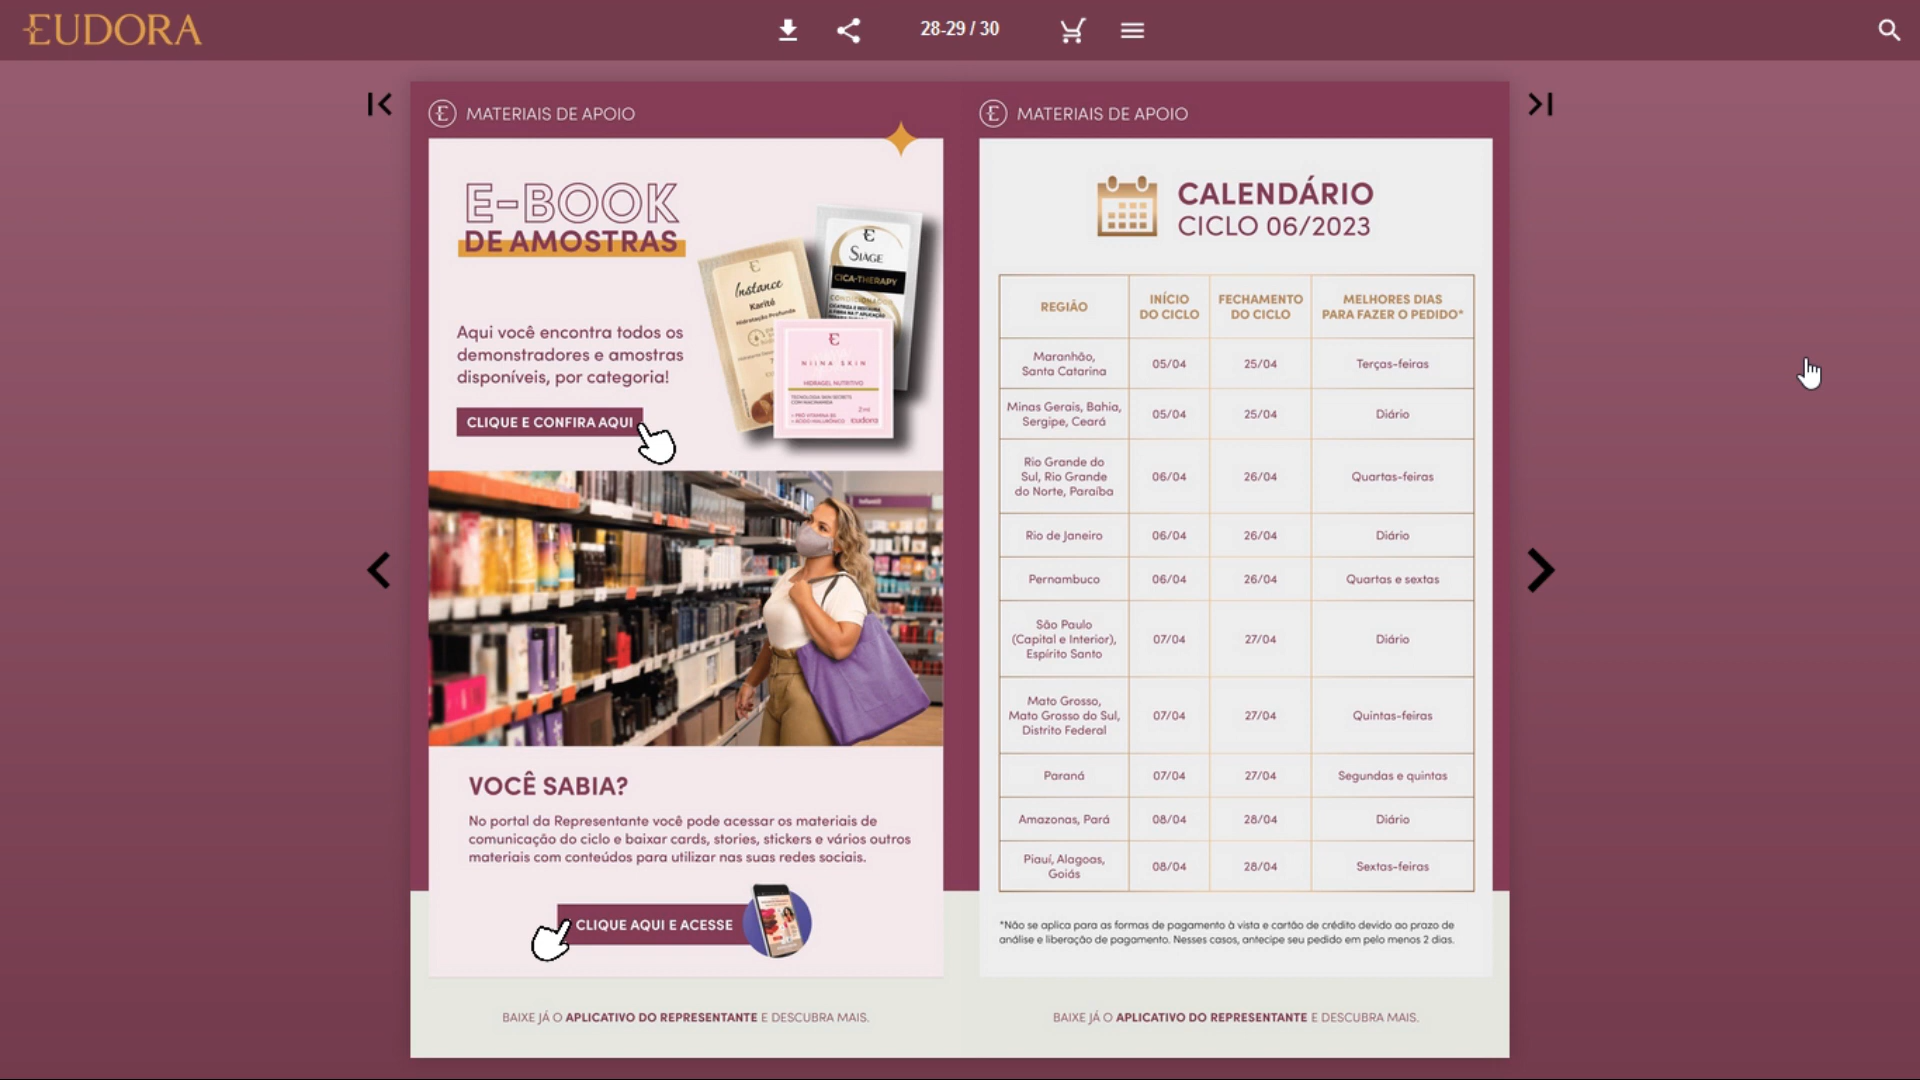 EUDORA
28-29 / 30
MATERIAIS DE APOIO
E-BOOK
DE AMOSTRAS
Aqui você encontra todos os
demonstradores e amostras
disponíveis, por categoria!
CLIQUE E CONFIRA AQUI
Instance
Karité
Hidratação Profunda
SIÀGE
CICA-THERAPY
CONDICIONADOR
NIINA SKIN
HIDRAGEL NUTRITIVO
2 ml
eudora
VOCÊ SABIA?
No portal da Representante você pode acessar os materiais de
comunicação do ciclo e baixar cards, stories, stickers e vários outros
materiais com conteúdos para utilizar nas suas redes sociais.
CLIQUE AQUI E ACESSE
BAIXE JÁ O APLICATIVO DO REPRESENTANTE E DESCUBRA MAIS.
MATERIAIS DE APOIO
CALENDÁRIO
CICLO 06/2023
REGIÃO
INÍCIO
DO CICLO
FECHAMENTO
DO CICLO
MELHORES DIAS
PARA FAZER O PEDIDO*
Maranhão,
Santa Catarina
05/04
25/04
Terças-feiras
Minas Gerais, Bahia,
Sergipe, Ceará
05/04
25/04
Diário
Rio Grande do
Sul, Rio Grande
do Norte, Paraíba
06/04
26/04
Quartas-feiras
Rio de Janeiro
06/04
26/04
Diário
Pernambuco
06/04
26/04
Quartas e sextas
São Paulo
(Capital e Interior),
Espírito Santo
07/04
27/04
Diário
Mato Grosso,
Mato Grosso do Sul,
Distrito Federal
07/04
27/04
Quintas-feiras
Paraná
07/04
27/04
Segundas e quintas
Amazonas, Pará
08/04
28/04
Diário
Piauí, Alagoas,
Goiás
08/04
28/04
Sextas-feiras
*Não se aplica para as formas de pagamento à vista e cartão de crédito devido ao prazo de
análise e liberação de pagamento. Nesses casos, antecipe seu pedido em pelo menos 2 dias.
BAIXE JÁ O APLICATIVO DO REPRESENTANTE E DESCUBRA MAIS.